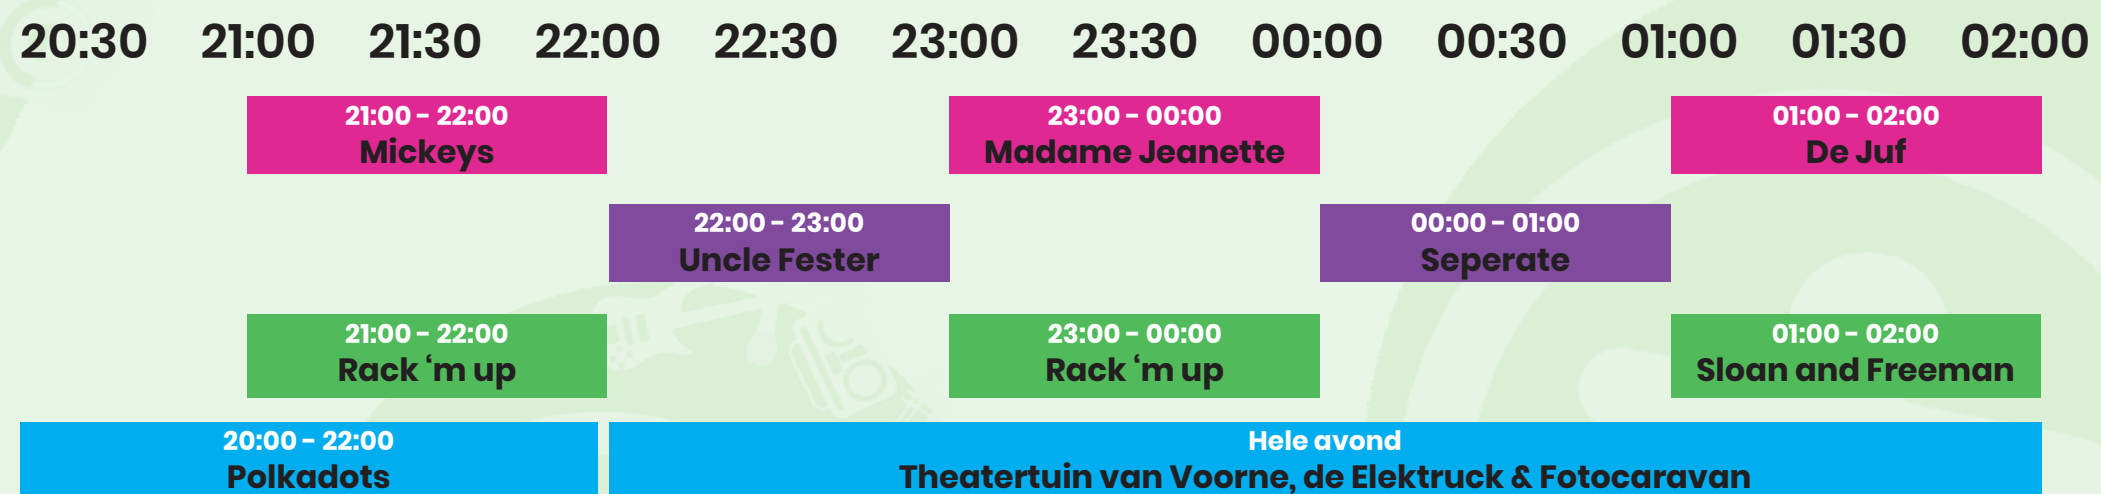 20:30 21:00 21:30 22:00 22:30 23:00 23:30 00:00 00:30 01:00 01:30 02:00
21:00 - 22:00
Mickeys
23:00 - 00:00
Madame Jeanette
01:00 - 02:00
De Juf
22:00 - 23:00
Uncle Fester
00:00 - 01:00
Seperate
21:00 - 22:00
Rack ‘m up
23:00 - 00:00
Rack ‘m up
01:00 - 02:00
Sloan and Freeman
20:00 - 22:00
Polkadots
Hele avond
Theatertuin van Voorne, de Elektruck & Fotocaravan